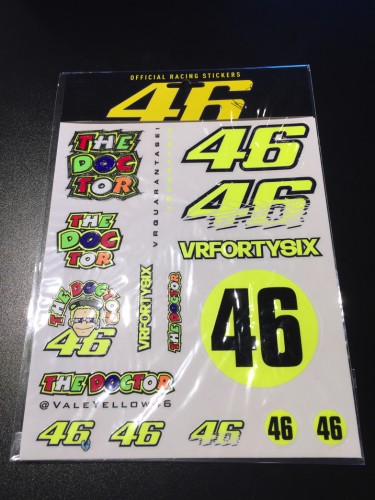 OFFICIAL RACING STICKERS
46
THE
DOC
TOR
VRQUARANTASEI
46
46
VRFORTYSIX
THE
DOC
TOR
THE DOCTOR
46
VRFORTYSIX
THE DOCTOR
46
THE DOCTOR
@VALEYELLOW46
46
46
46
46
46